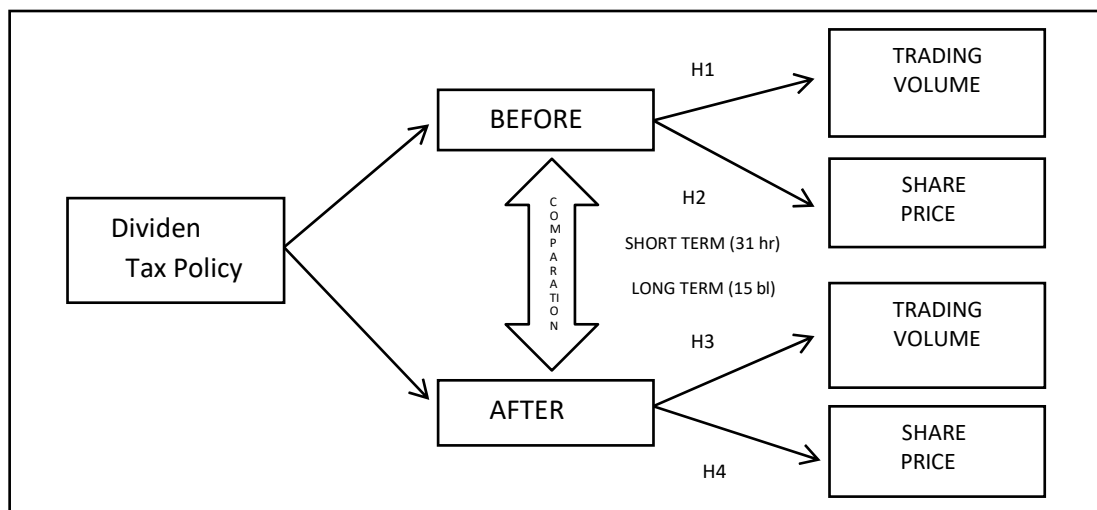 Dividen
Tax Policy
BEFORE
AFTER
COMPARATION
H1
H2
SHORT TERM (31 hr)
LONG TERM (15 bl)
H3
H4
TRADING
VOLUME
SHARE
PRICE
TRADING
VOLUME
SHARE
PRICE